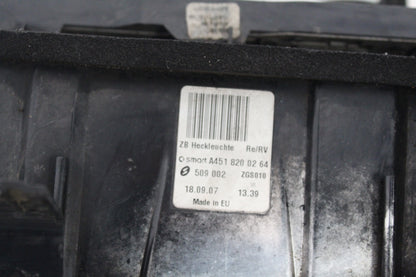 ZB Heckleuchte Re/RV
smart A451 820 02 64
509 002 ZGS010
18.09.07 13.39
Made in EU